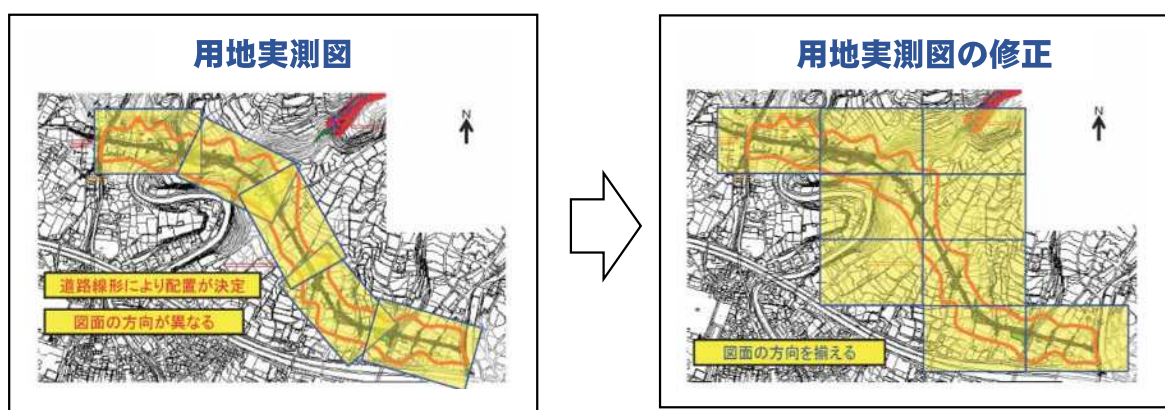 用地実測図
N
道路線形により配置が決定
図面の方向が異なる
用地実測図の修正
N
図面の方向を揃える